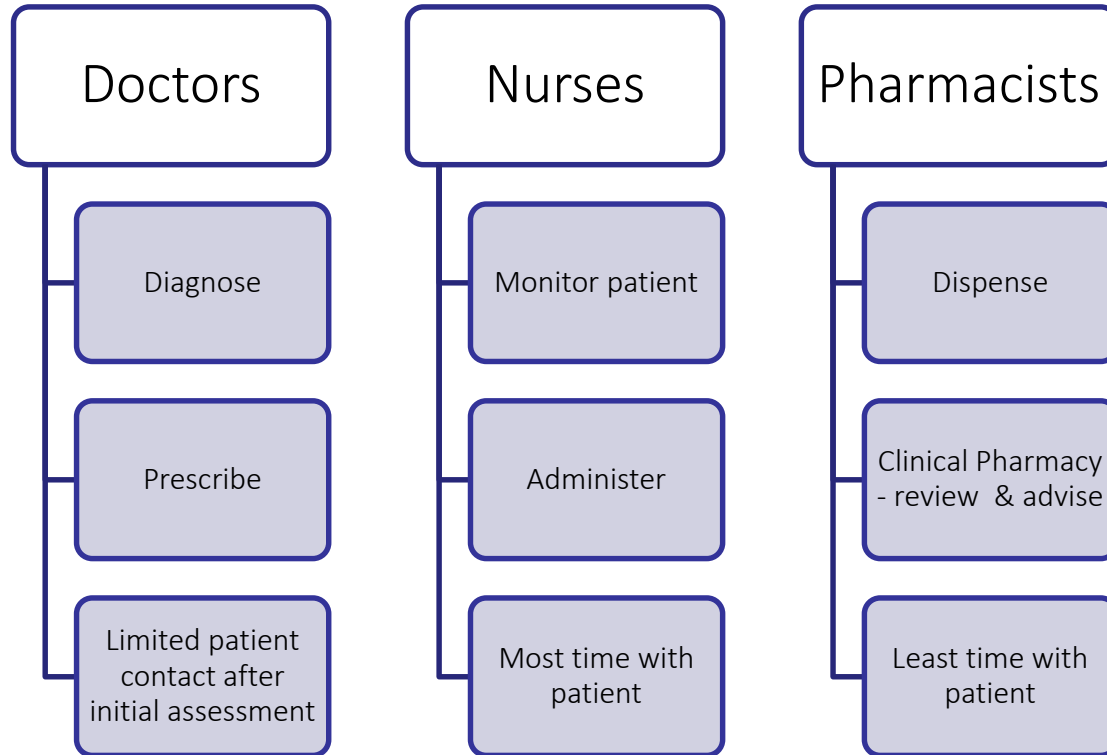 Doctors
Diagnose
Prescribe
Limited patient
contact after
initial assessment
Nurses
Monitor patient
Administer
Most time with
patient
Pharmacists
Dispense
Clinical Pharmacy
- review & advise
Least time with
patient